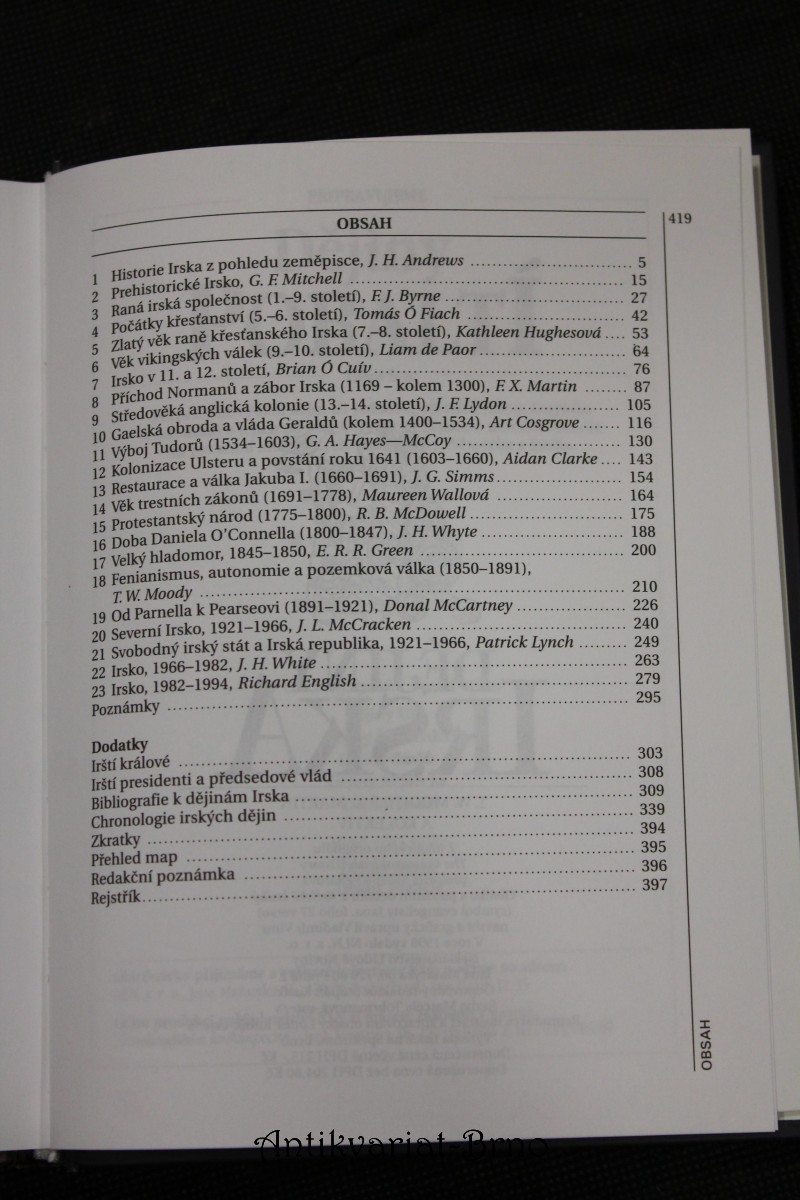 OBSAH
419
1 Historie Irska z pohledu zeměpisce, J. H. Andrews 5
2 Prehistorické Irsko, G. F. Mitchell 15
3 Raná irská společnost (1.–9. století), F. J. Byrne 27
4 Počátky křesťanství (5.–6. století), Tomás Ó Fiach 42
5 Zlatý věk raně křesťanského Irska (7.–8. století), Kathleen Hughesová 53
6 Věk vikingských válek (9.–10. století), Liam de Paor 64
7 Irsko v 11. a 12. století, Brian Ó Cuív 76
8 Příchod Normanů a zábor Irska (1169 – kolem 1300), F. X. Martin 87
9 Středověká anglická kolonie (13.–14. století), J. F. Lydon 105
10 Gaelská obroda a vláda Geraldů (kolem 1400–1534), Art Cosgrove 116
11 Výboj Tudorů (1534–1603), G. A. Hayes—McCoy 130
12 Kolonizace Ulsteru a povstání roku 1641 (1603–1660), Aidan Clarke 143
13 Restaurace a válka Jakuba I. (1660–1691), J. G. Simms 154
14 Věk trestních zákonů (1691–1778), Maureen Wallová 164
15 Protestantský národ (1775–1800), R. B. McDowell 175
16 Doba Daniela O'Connella (1800–1847), J. H. Whyte 188
17 Velký hladomor, 1845–1850, E. R. R. Green 200
18 Fenianismus, autonomie a pozemková válka (1850–1891),
T. W. Moody 210
19 Od Parnella k Pearseovi (1891–1921), Donal McCartney 226
20 Severní Irsko, 1921–1966, J. L. McCracken 240
21 Svobodný irský stát a Irská republika, 1921–1966, Patrick Lynch 249
22 Irsko, 1966–1982, J. H. White 263
23 Irsko, 1982–1994, Richard English 279
Poznámky 295
Dodatky
Irští králové 303
Irští presidenti a předsedové vlád 308
Bibliografie k dějinám Irska 309
Chronologie irských dějin 339
Zkratky 394
Přehled map 395
Redakční poznámka 396
Rejstřík 397
OBSAH
Antikvariat-Brno